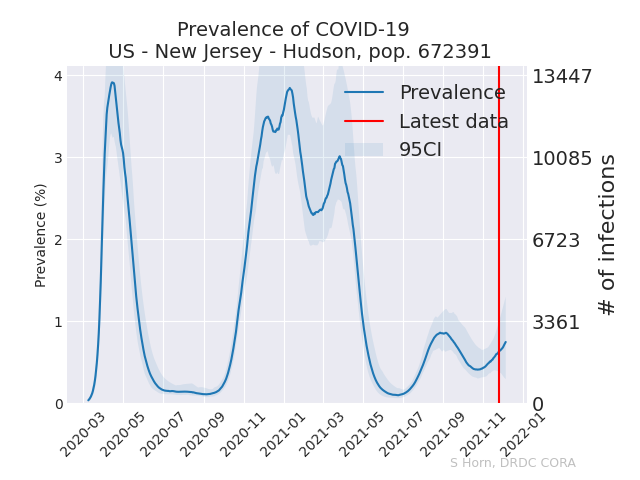 Prevalence of COVID-19
US - New Jersey - Hudson, pop. 672391
Prevalence (%)
4
3
2
1
0
13447
10085
6723
3361
0
# of infections
Prevalence
Latest data
95CI
2020-03
2020-05
2020-07
2020-09
2020-11
2021-01
2021-03
2021-05
2021-07
2021-09
2021-11
2022-01
S Horn, DRDC CORA